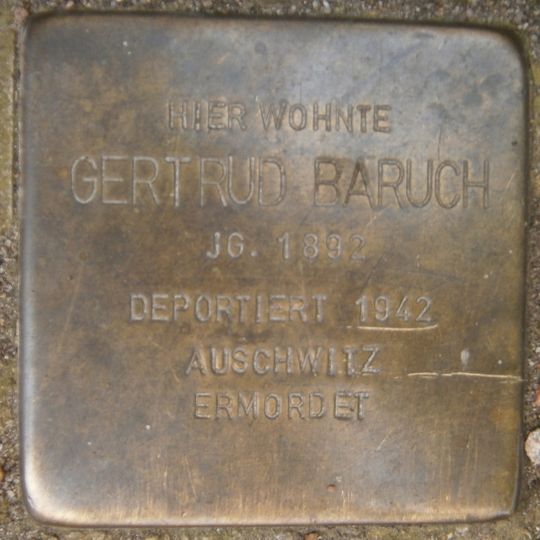 HIER WOHNTE
GERTRUD BARUCH
JG. 1892
DEPORTIERT 1942
AUSCHWITZ
ERMORDET